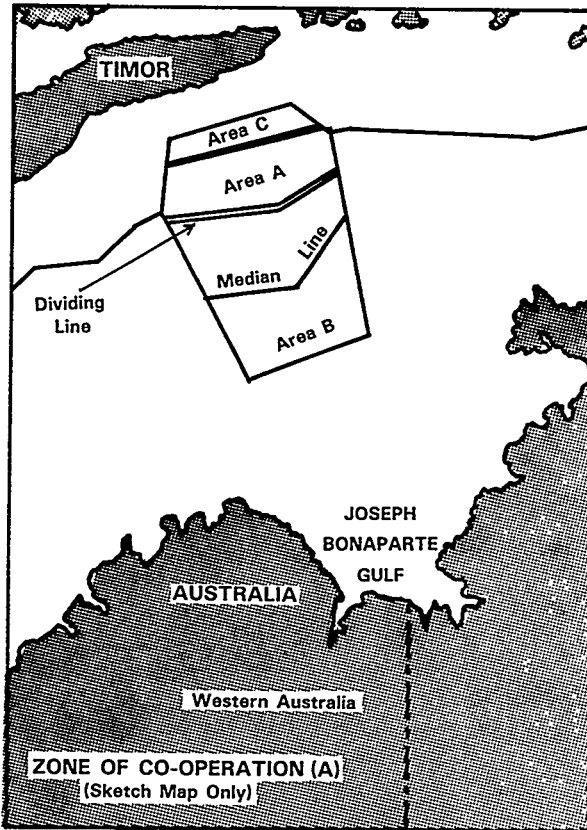 TIMOR
Area C
Area A
Dividing
Line
Median
Line
Area B
JOSEPH
BONAPARTE
GULF
AUSTRALIA
Western Australia
ZONE OF CO-OPERATION (A)
(Sketch Map Only)